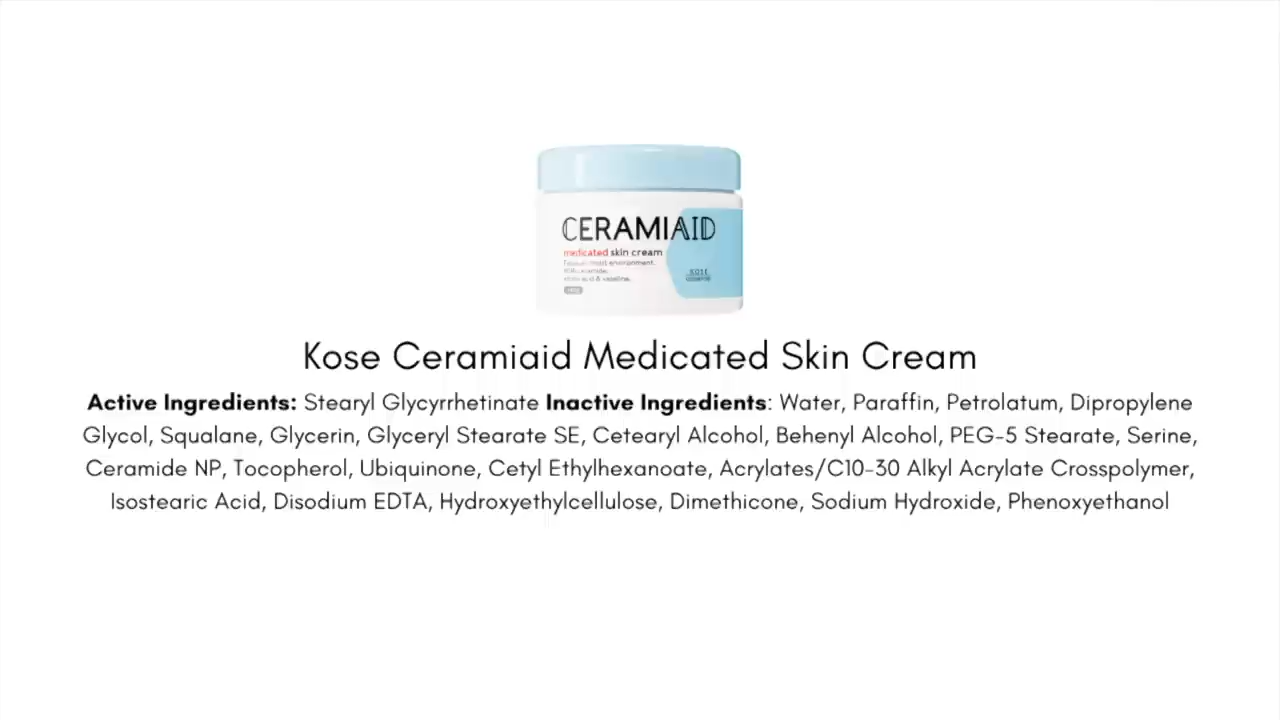 CERAMIAID
medicated skin cream
KOSE
Kose Ceramiaid Medicated Skin Cream
Active Ingredients: Stearyl Glycyrrhetinate Inactive Ingredients: Water, Paraffin, Petrolatum, Dipropylene
Glycol, Squalane, Glycerin, Glyceryl Stearate SE, Cetearyl Alcohol, Behenyl Alcohol, PEG-5 Stearate, Serine,
Ceramide NP, Tocopherol, Ubiquinone, Cetyl Ethylhexanoate, Acrylates/C10-30 Alkyl Acrylate Crosspolymer,
Isostearic Acid, Disodium EDTA, Hydroxyethylcellulose, Dimethicone, Sodium Hydroxide, Phenoxyethanol